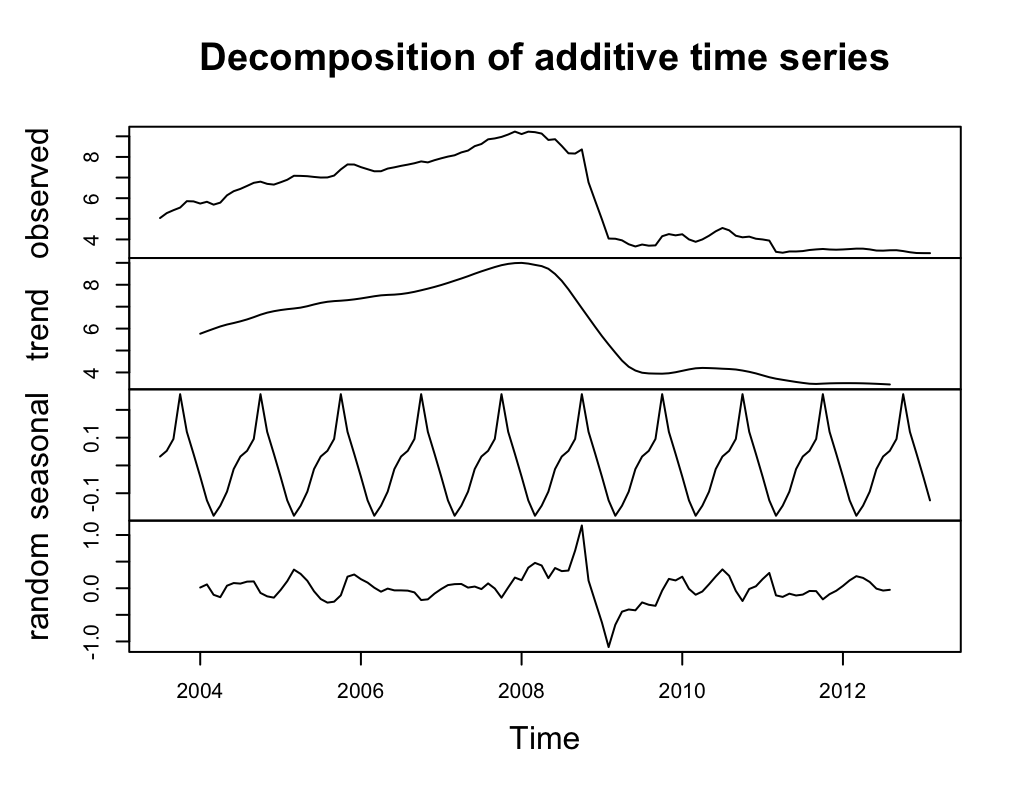 Decomposition of additive time series
observed
8
6
4
trend
8
6
4
seasonal
0.1
-0.1
random
1.0
0.0
-1.0
2004 2006 2008 2010 2012
Time